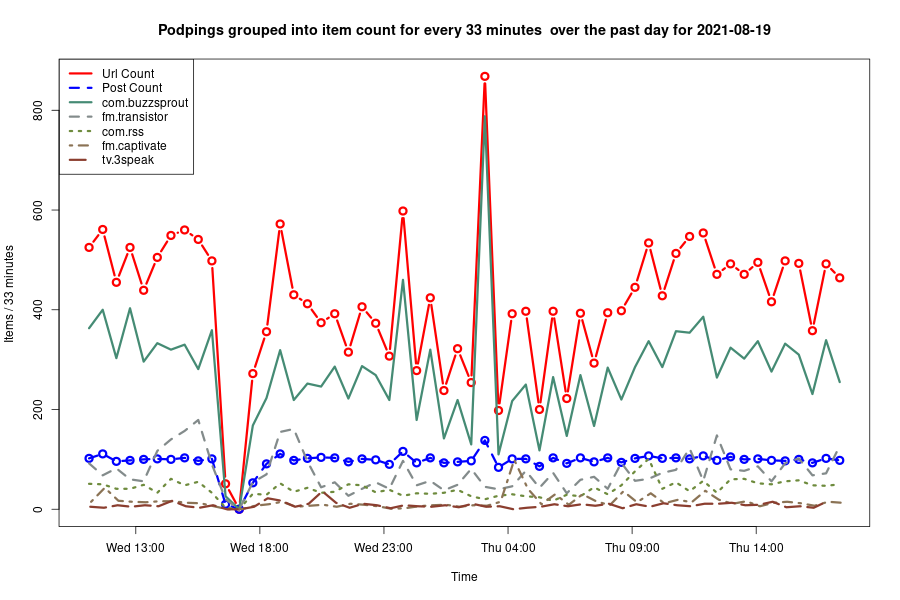 Podpings grouped into item count for every 33 minutes  over the past day for 2021-08-19
Url Count
Post Count
com.buzzsprout
fm.transistor
com.rss
fm.captivate
tv.3speak
Items / 33 minutes
800
600
400
200
0
Wed 13:00
Wed 18:00
Wed 23:00
Thu 04:00
Thu 09:00
Thu 14:00
Time